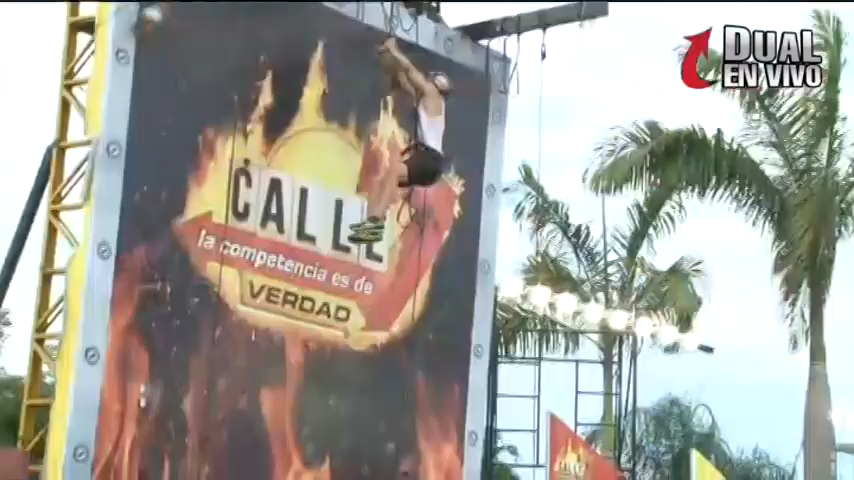 DUAL
EN VIVO
CALLE
la competencia es de
VERDAD